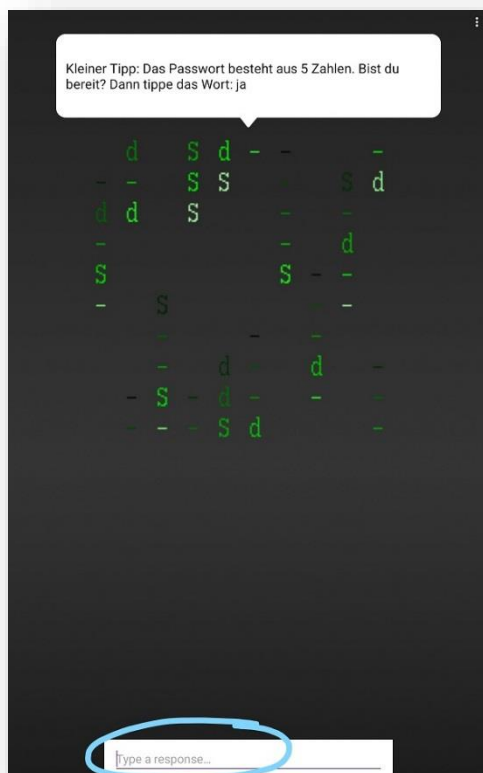 Kleiner Tipp: Das Passwort besteht aus 5 Zahlen. Bist du
bereit? Dann tippe das Wort: ja
d S d - - -
- - S S - S d
d d S - -
- - d
S S - -
- S - -
- - -
- d - d -
- S - d - - -
- - - S d -
Type a response...